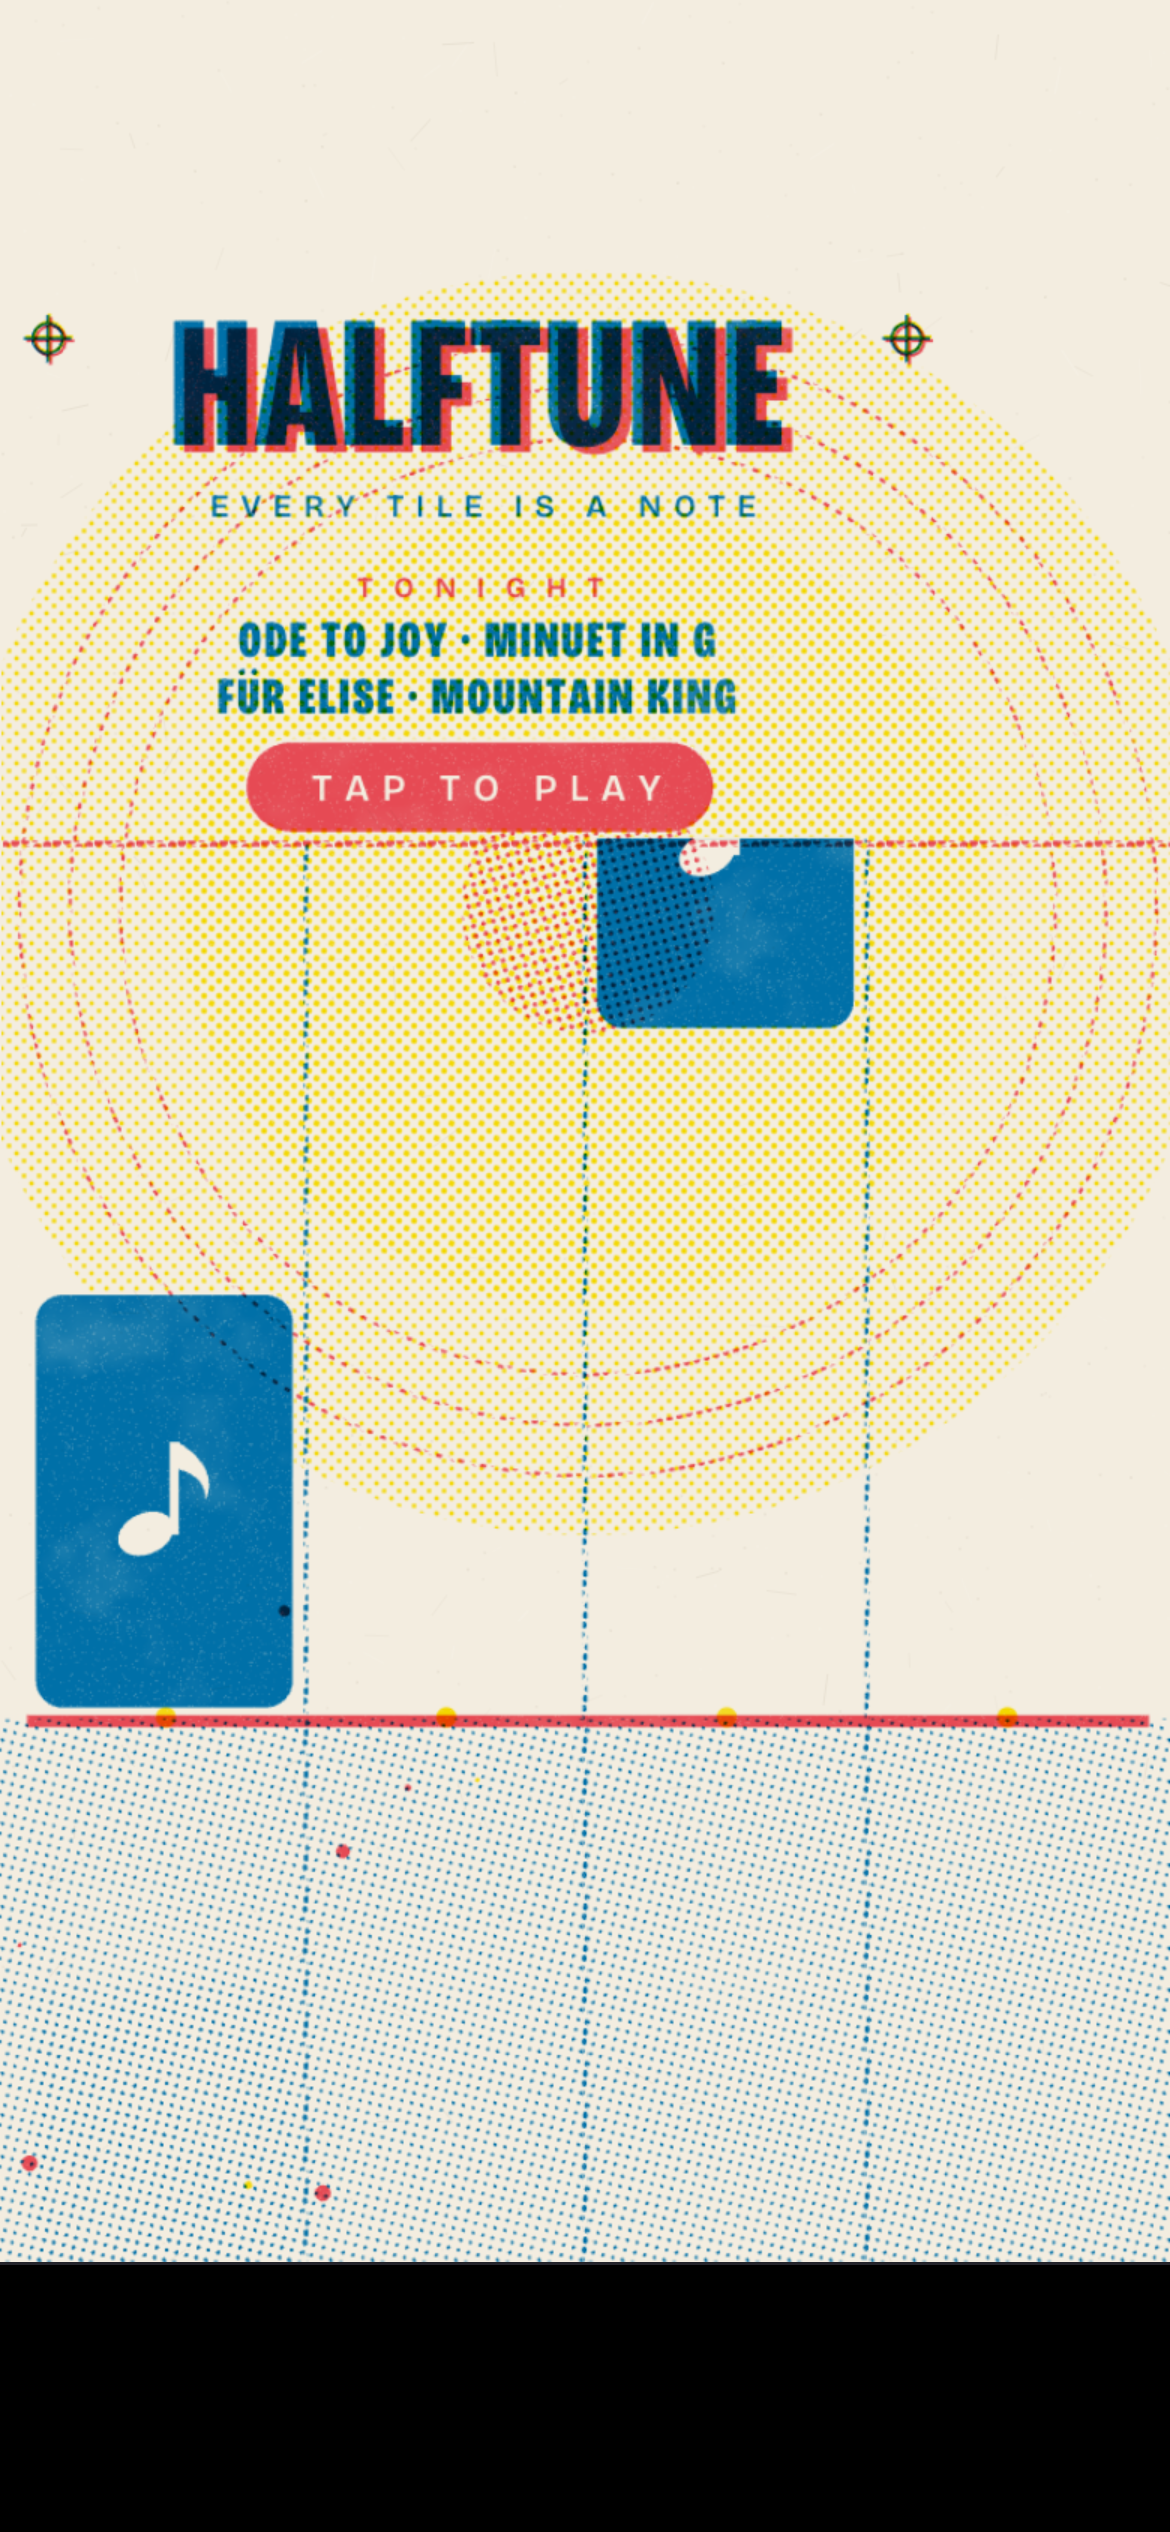 HALFTUNE
EVERY TILE IS A NOTE
TONIGHT
ODE TO JOY · MINUET IN G
FÜR ELISE · MOUNTAIN KING
TAP TO PLAY